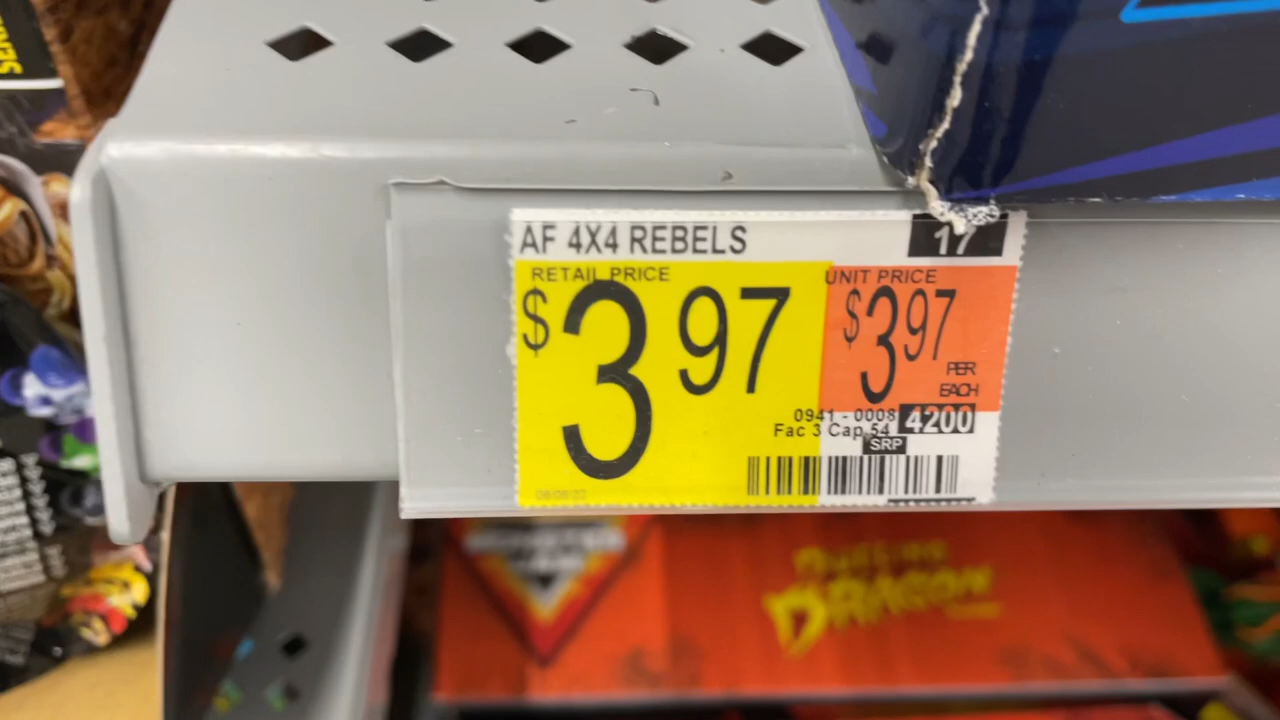 AF 4X4 REBELS
17
RETAIL PRICE
$3 97
UNIT PRICE
$3 97
PER
EACH
0941 - 0008 4200
Fac 3 Cap 54
SRP
DRAGON